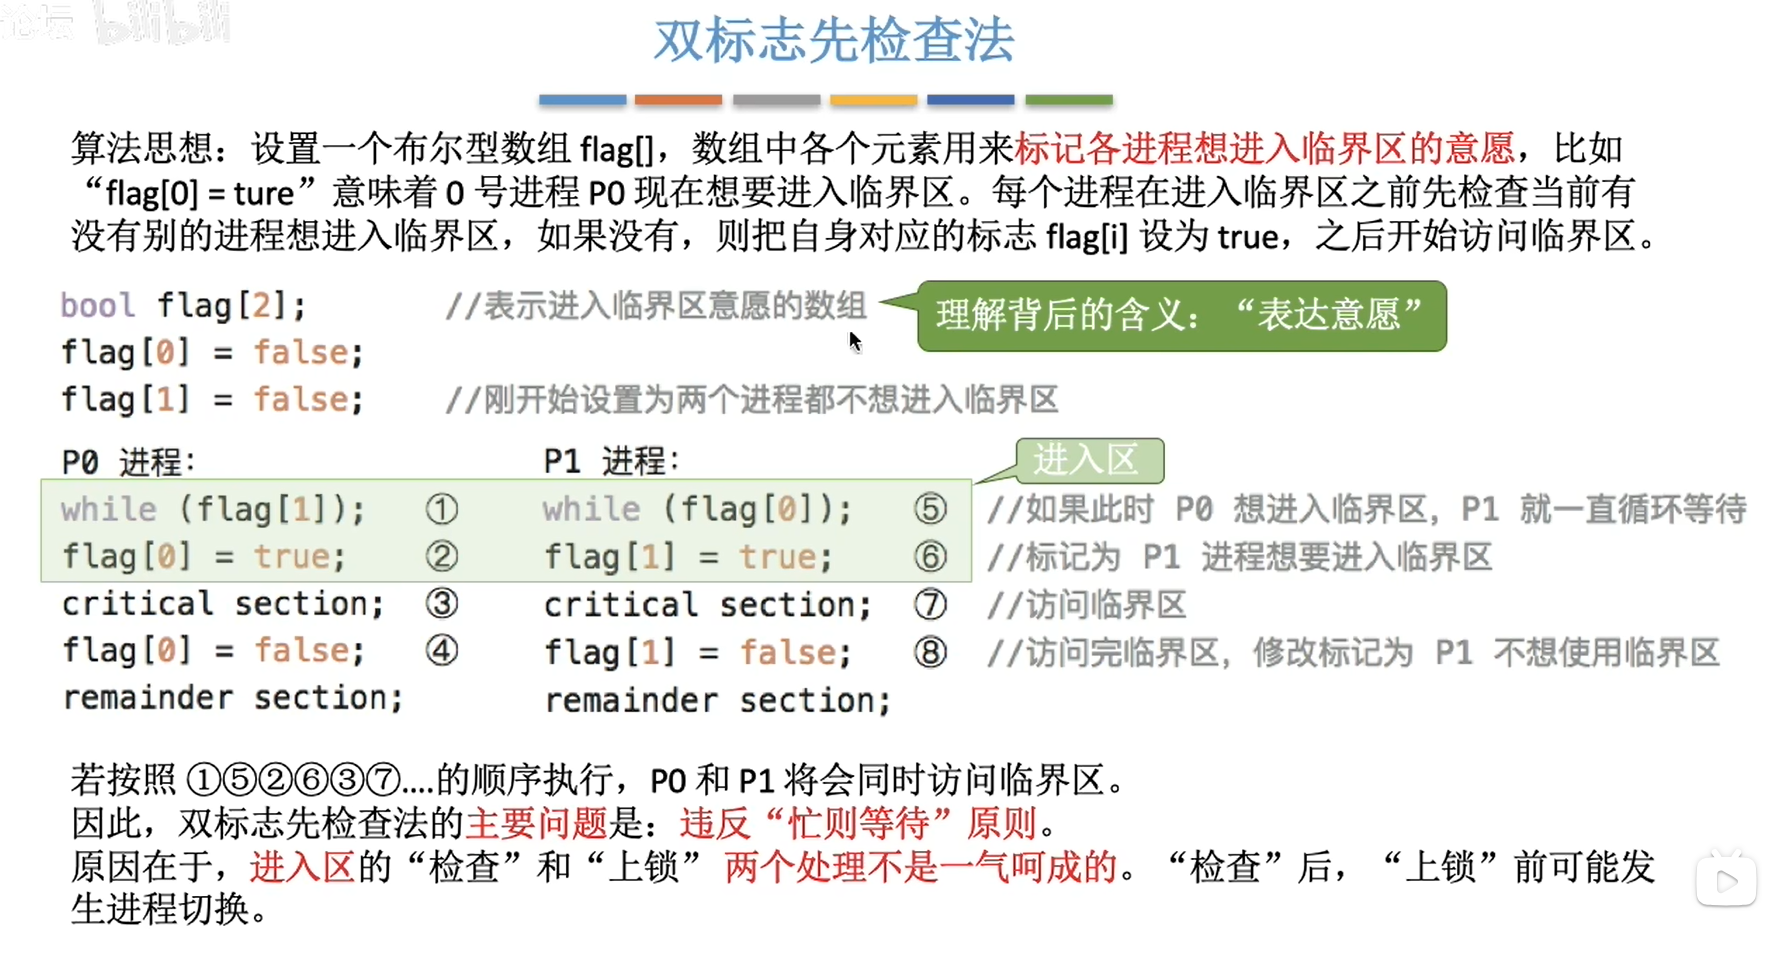 论坛 bilibili
双标志先检查法
算法思想：设置一个布尔型数组 flag[]，数组中各个元素用来标记各进程想进入临界区的意愿，比如
“flag[0] = ture”意味着 0 号进程 P0 现在想要进入临界区。每个进程在进入临界区之前先检查当前有
没有别的进程想进入临界区，如果没有，则把自身对应的标志 flag[i] 设为 true，之后开始访问临界区。
bool flag[2]; //表示进入临界区意愿的数组
理解背后的含义：“表达意愿”
flag[0] = false;
flag[1] = false; //刚开始设置为两个进程都不想进入临界区
P0 进程: P1 进程: 进入区
while (flag[1]); ① while (flag[0]); ⑤ //如果此时 P0 想进入临界区，P1 就一直循环等待
flag[0] = true; ② flag[1] = true; ⑥ //标记为 P1 进程想要进入临界区
critical section; ③ critical section; ⑦ //访问临界区
flag[0] = false; ④ flag[1] = false; ⑧ //访问完临界区，修改标记为 P1 不想使用临界区
remainder section; remainder section;
若按照 ①⑤②⑥③⑦....的顺序执行，P0 和 P1 将会同时访问临界区。
因此，双标志先检查法的主要问题是：违反“忙则等待”原则。
原因在于，进入区的“检查”和“上锁” 两个处理不是一气呵成的。“检查”后，“上锁”前可能发
生进程切换。